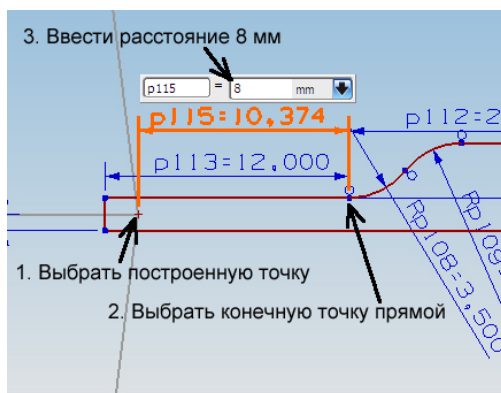 3. Ввести расстояние 8 мм
p115 = 8 mm
p115=10,374
p112=2
p113=12,000
Rp109
Rp108=3,500
1. Выбрать построенную точку
2. Выбрать конечную точку прямой